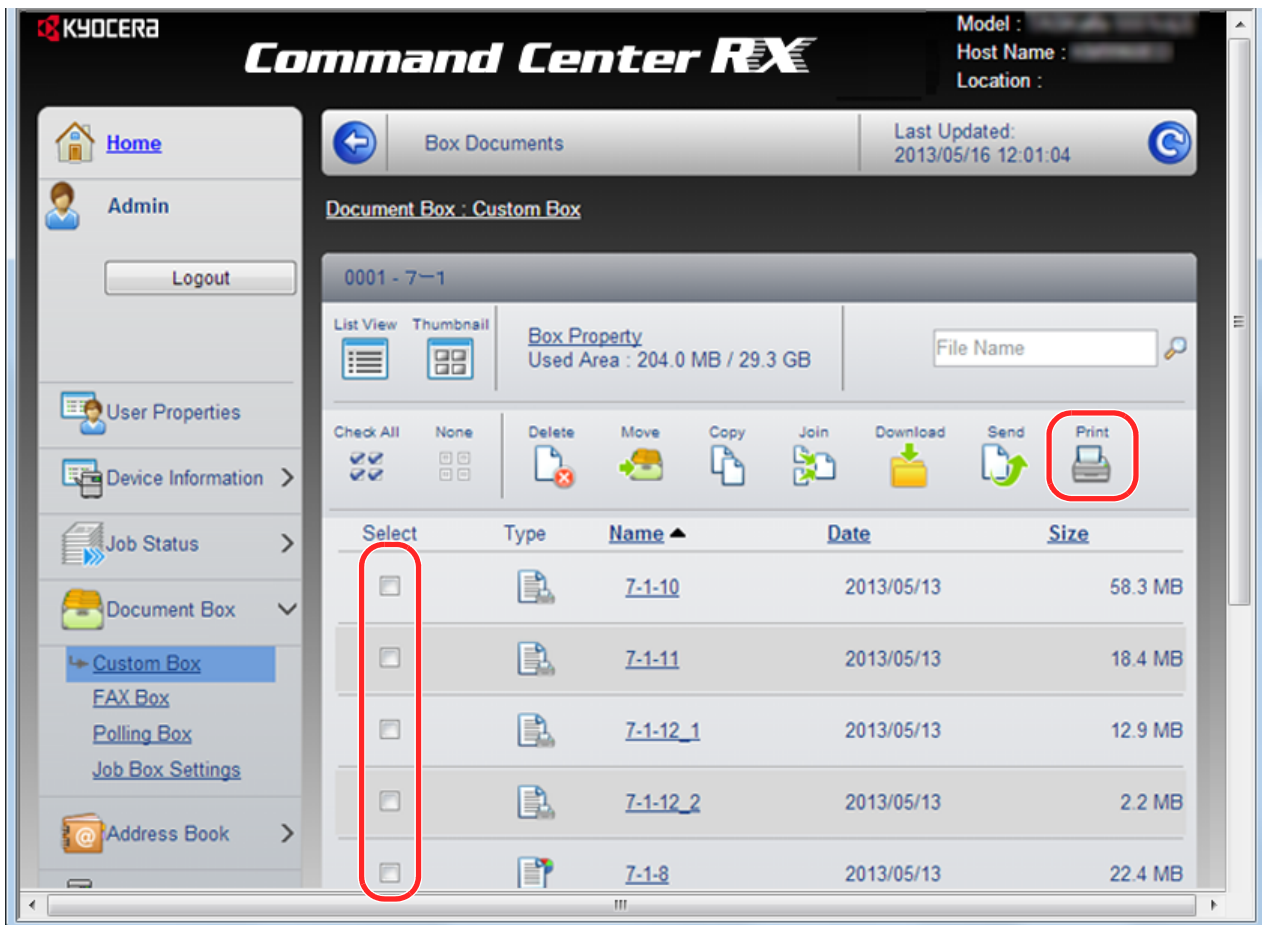 KYOCERA
Command Center RX
Model :
Host Name :
Location :
Home
Admin
Logout
User Properties
Device Information
Job Status
Document Box
Custom Box
FAX Box
Polling Box
Job Box Settings
Address Book
Box Documents
Last Updated:
2013/05/16 12:01:04
Document Box : Custom Box
0001 - 7ー1
List View Thumbnail
Box Property
Used Area : 204.0 MB / 29.3 GB
File Name
Check All None Delete Move Copy Join Download Send Print
Select Type Name Date Size
7-1-10 2013/05/13 58.3 MB
7-1-11 2013/05/13 18.4 MB
7-1-12_1 2013/05/13 12.9 MB
7-1-12_2 2013/05/13 2.2 MB
7-1-8 2013/05/13 22.4 MB